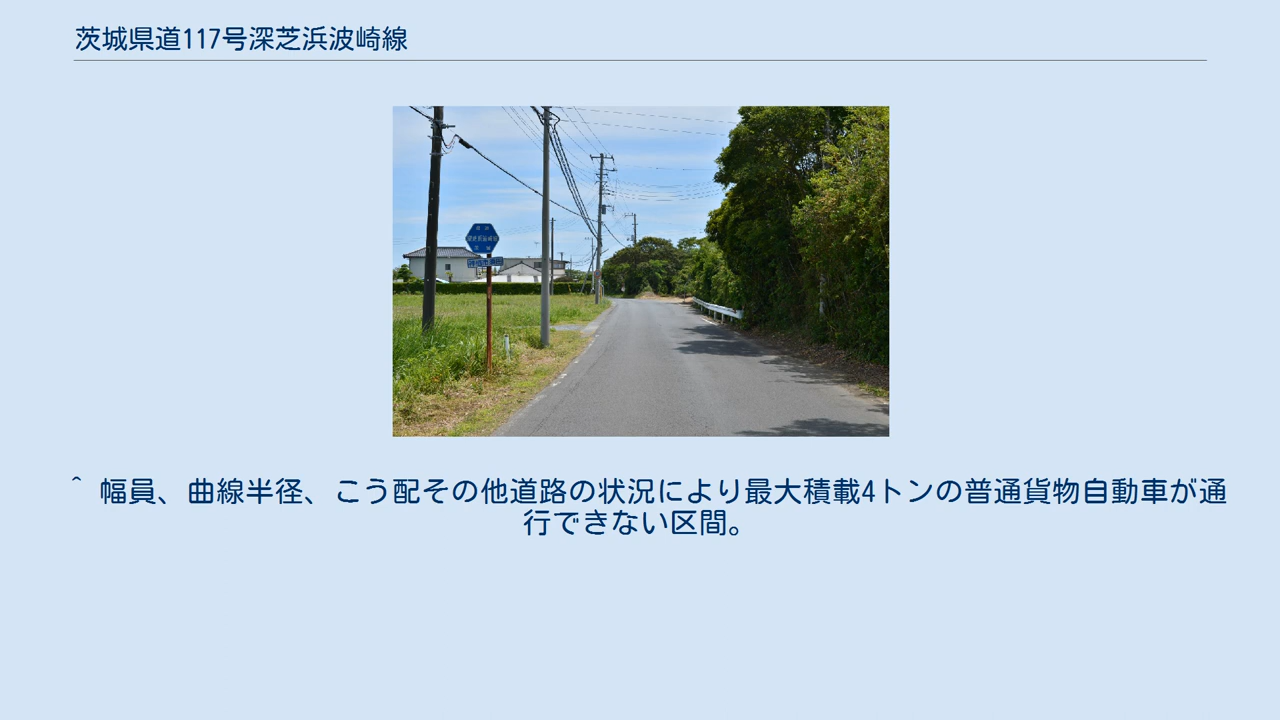 茨城県道117号深芝浜波崎線
^ 幅員、曲線半径、こう配その他道路の状況により最大積載4トンの普通貨物自動車が通
行できない区間。